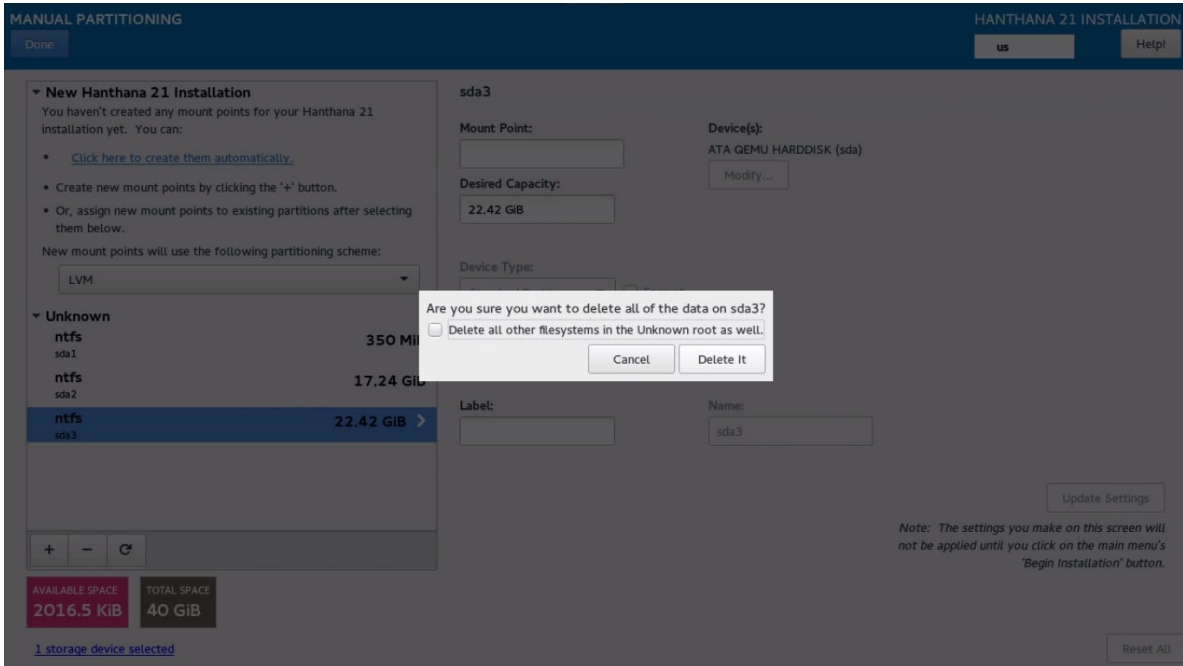 MANUAL PARTITIONING
HANTHANA 21 INSTALLATION
Done
us
Help!
New Hanthana 21 Installation
You haven't created any mount points for your Hanthana 21
installation yet. You can:
• Click here to create them automatically.
• Create new mount points by clicking the '+' button.
• Or, assign new mount points to existing partitions after selecting
them below.
New mount points will use the following partitioning scheme:
LVM
Unknown
ntfs
350 MiB
sda1
ntfs
17.24 GiB
sda2
ntfs
22.42 GiB
sda3
+ −
AVAILABLE SPACE
2016.5 KiB
TOTAL SPACE
40 GiB
1 storage device selected
sda3
Mount Point:
Device(s):
ATA QEMU HARDDISK (sda)
Modify...
Desired Capacity:
22.42 GiB
Device Type:
Are you sure you want to delete all of the data on sda3?
Delete all other filesystems in the Unknown root as well.
Cancel
Delete It
Label:
Name:
sda3
Update Settings
Note: The settings you make on this screen will
not be applied until you click on the main menu's
'Begin Installation' button.
Reset All